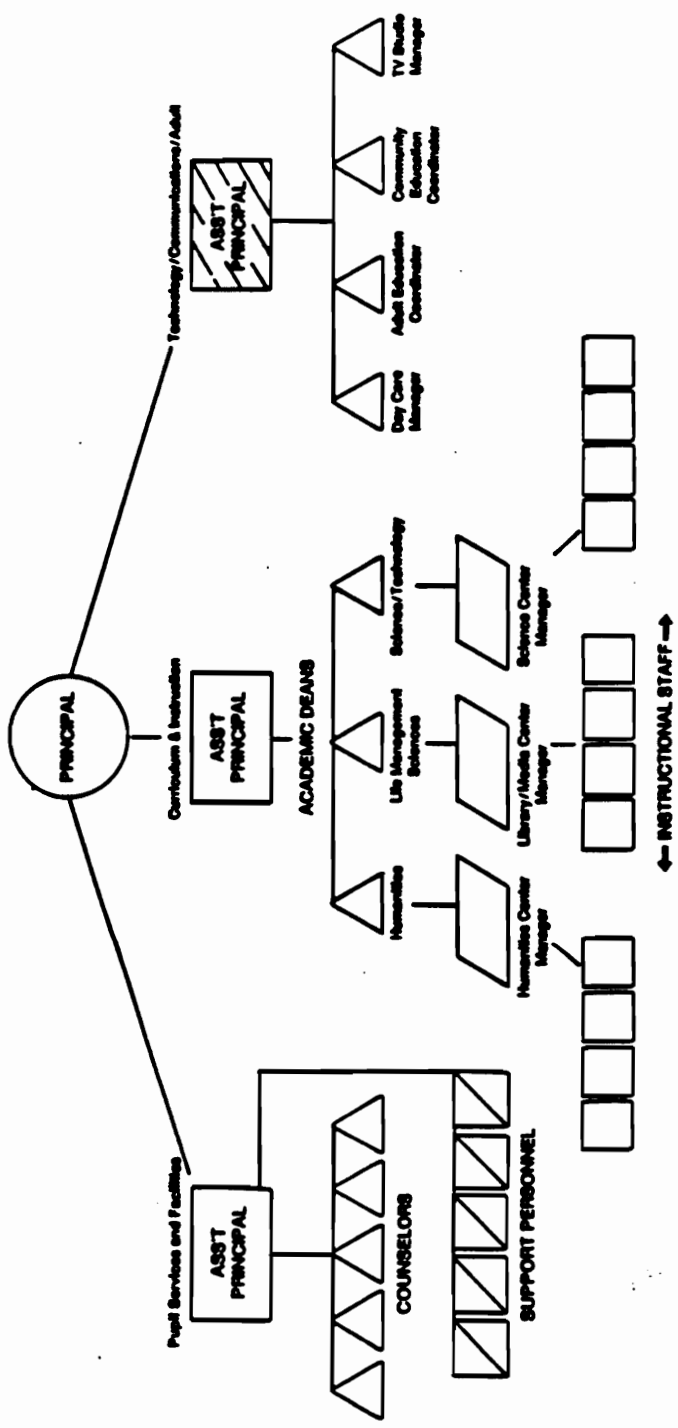 PRINCIPAL
Pupil Services and Facilities
Curriculum & Instruction
Technology/Communications/Adult
ASS'T
PRINCIPAL
ASS'T
PRINCIPAL
ASS'T
PRINCIPAL
COUNSELORS
SUPPORT PERSONNEL
ACADEMIC DEANS
Humanities
Life Management
Sciences
Science/Technology
Humanities Center
Manager
Library/Media Center
Manager
Science Center
Manager
Day Care
Manager
Adult Education
Coordinator
Community
Education
Coordinator
TV Studio
Manager
← INSTRUCTIONAL STAFF →